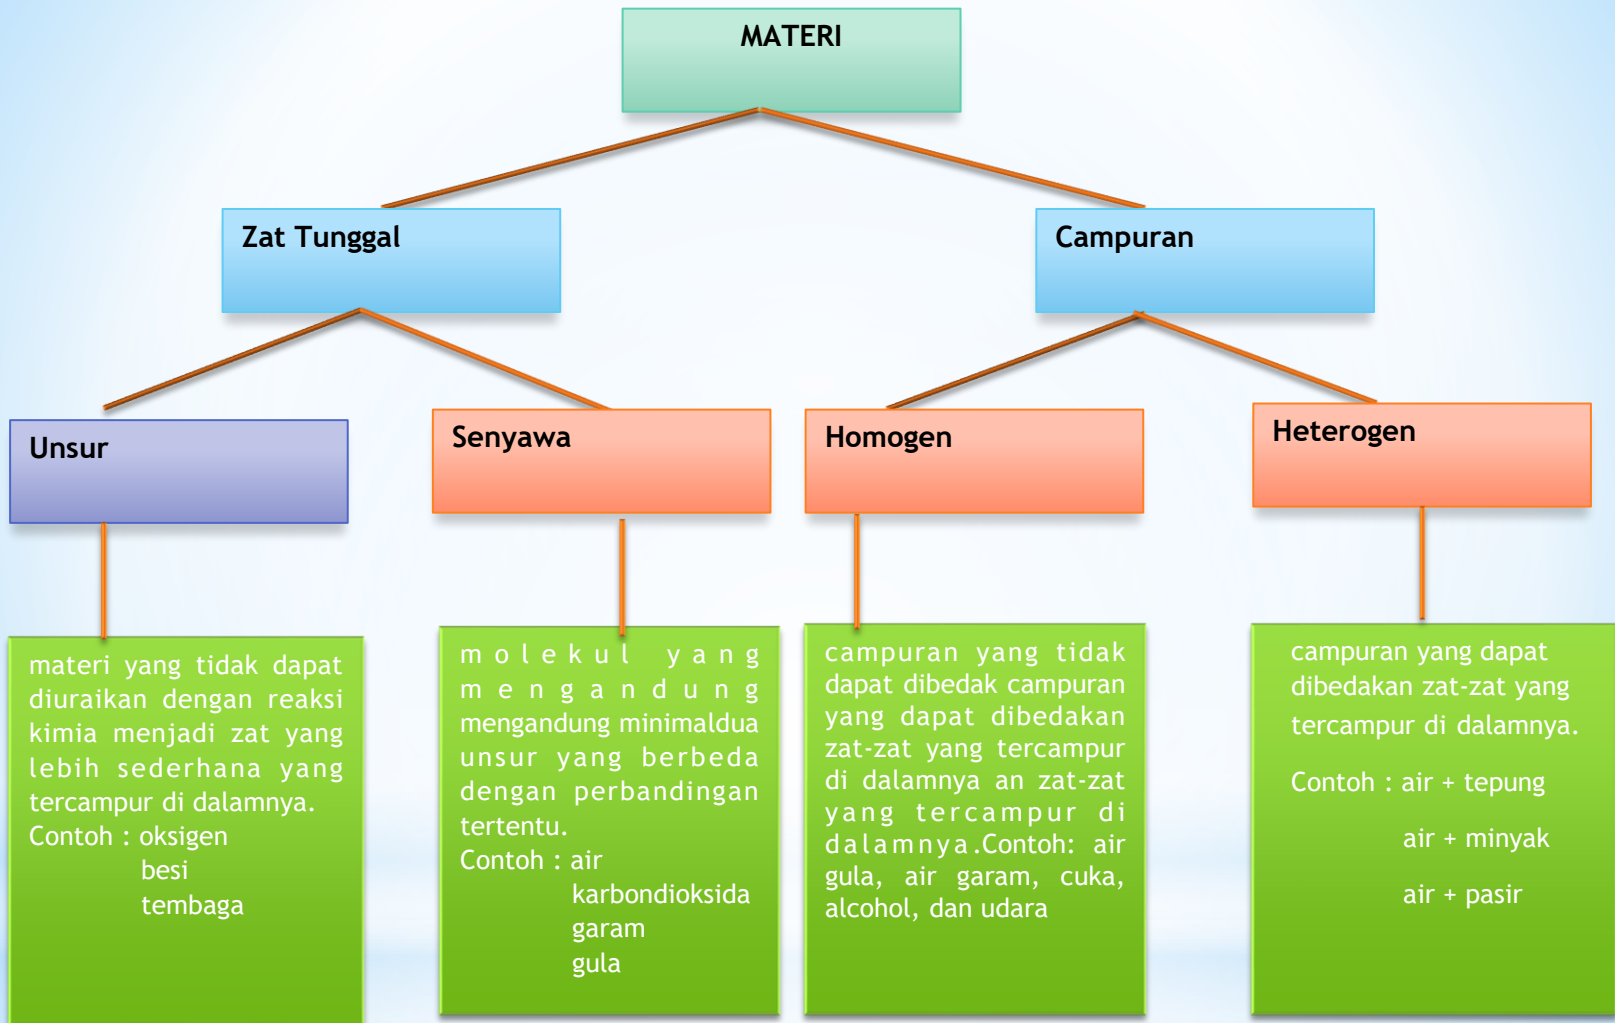 MATERI
Zat Tunggal
Campuran
Unsur
Senyawa
Homogen
Heterogen
materi yang tidak dapat
diuraikan dengan reaksi
kimia menjadi zat yang
lebih sederhana yang
tercampur di dalamnya.
Contoh : oksigen
besi
tembaga
molekul yang
mengandung
mengandung minimaldua
unsur yang berbeda
dengan perbandingan
tertentu.
Contoh : air
karbondioksida
garam
gula
campuran yang tidak
dapat dibedak campuran
yang dapat dibedakan
zat-zat yang tercampur
di dalamnya an zat-zat
yang tercampur di
dalamnya.Contoh: air
gula, air garam, cuka,
alcohol, dan udara
campuran yang dapat
dibedakan zat-zat yang
tercampur di dalamnya.
Contoh : air + tepung
air + minyak
air + pasir